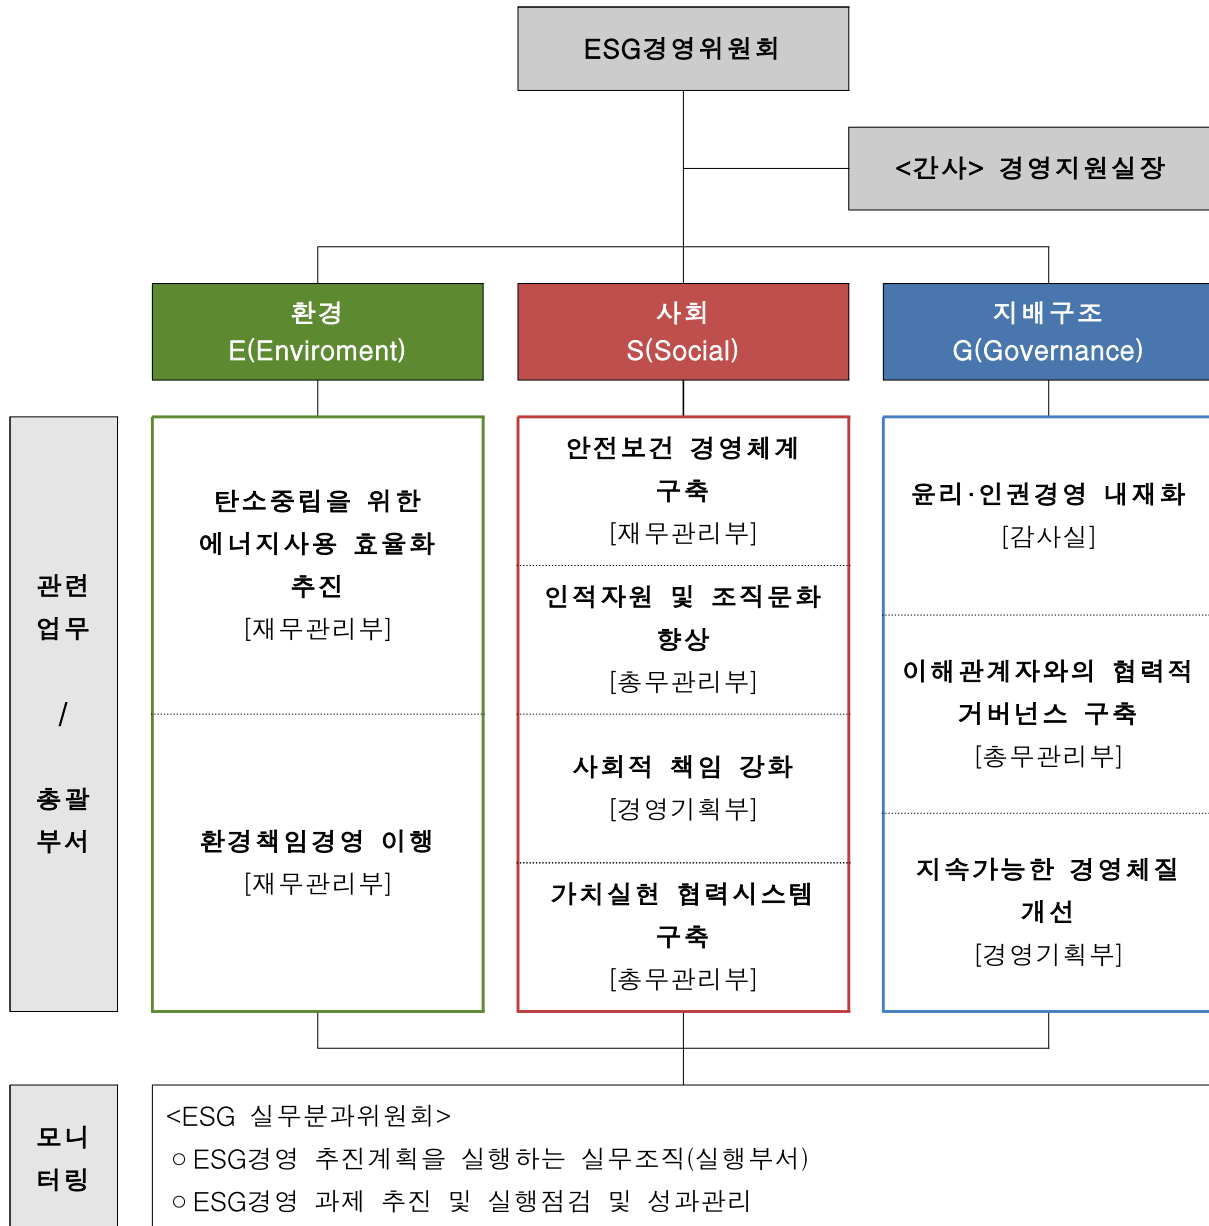 ESG경영위원회
<간사> 경영지원실장
환경
E(Enviroment)
사회
S(Social)
지배구조
G(Governance)
관련
업무
/
총괄
부서
탄소중립을 위한
에너지사용 효율화
추진
[재무관리부]
환경책임경영 이행
[재무관리부]
안전보건 경영체계
구축
[재무관리부]
인적자원 및 조직문화
향상
[총무관리부]
사회적 책임 강화
[경영기획부]
가치실현 협력시스템
구축
[총무관리부]
윤리·인권경영 내재화
[감사실]
이해관계자와의 협력적
거버넌스 구축
[총무관리부]
지속가능한 경영체질
개선
[경영기획부]
모니
터링
<ESG 실무분과위원회>
○ESG경영 추진계획을 실행하는 실무조직(실행부서)
○ESG경영 과제 추진 및 실행점검 및 성과관리